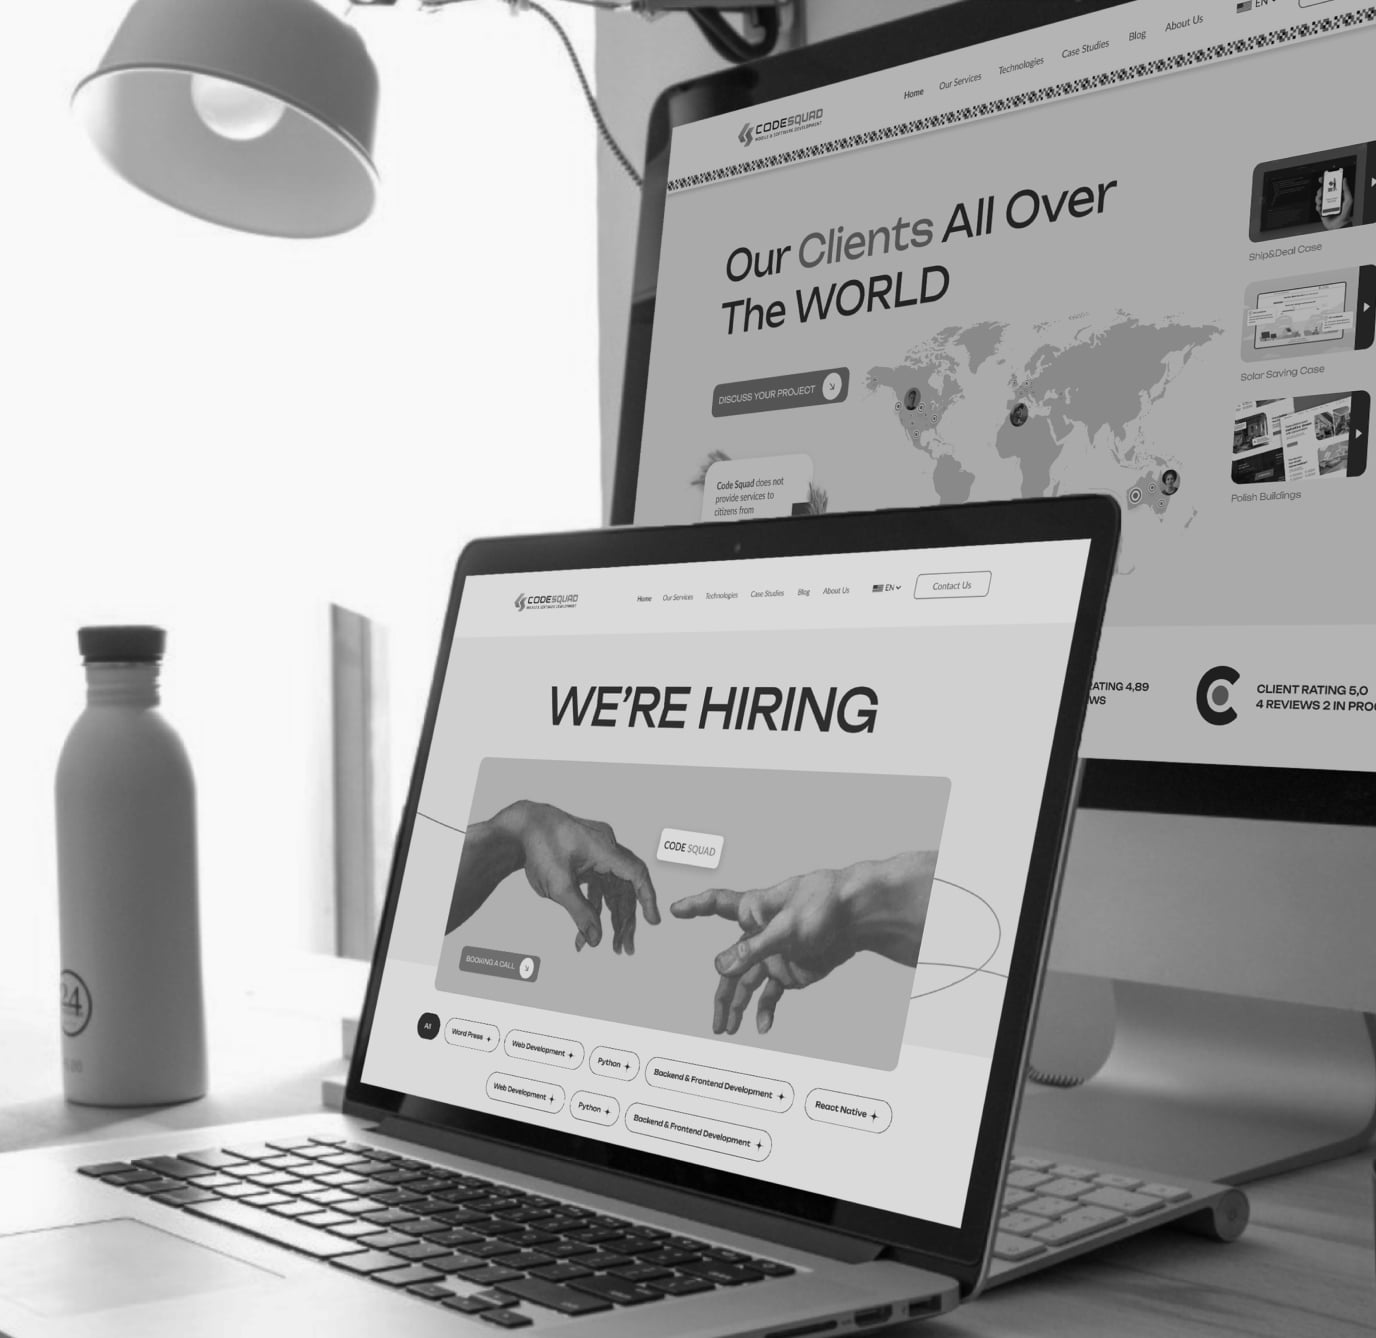 Home
Our Services
Technologies
Case Studies
Blog
About Us
EN
CODESQUAD
MOBILE & SOFTWARE DEVELOPMENT
Our Clients All Over
The WORLD
DISCUSS YOUR PROJECT
Code Squad does not
provide services to
citizens from
Ship&Deal Case
Solar Saving Case
Polish Buildings
ATING 4,89
WS
CLIENT RATING 5,0
4 REVIEWS 2 IN PRO
CODESQUAD
MOBILE & SOFTWARE DEVELOPMENT
Home
Our Services
Technologies
Case Studies
Blog
About Us
EN
Contact Us
WE'RE HIRING
CODE SQUAD
BOOKING A CALL
All
Word Press
Web Development
Python
Backend & Frontend Development
React Native
Web Development
Python
Backend & Frontend Development
24